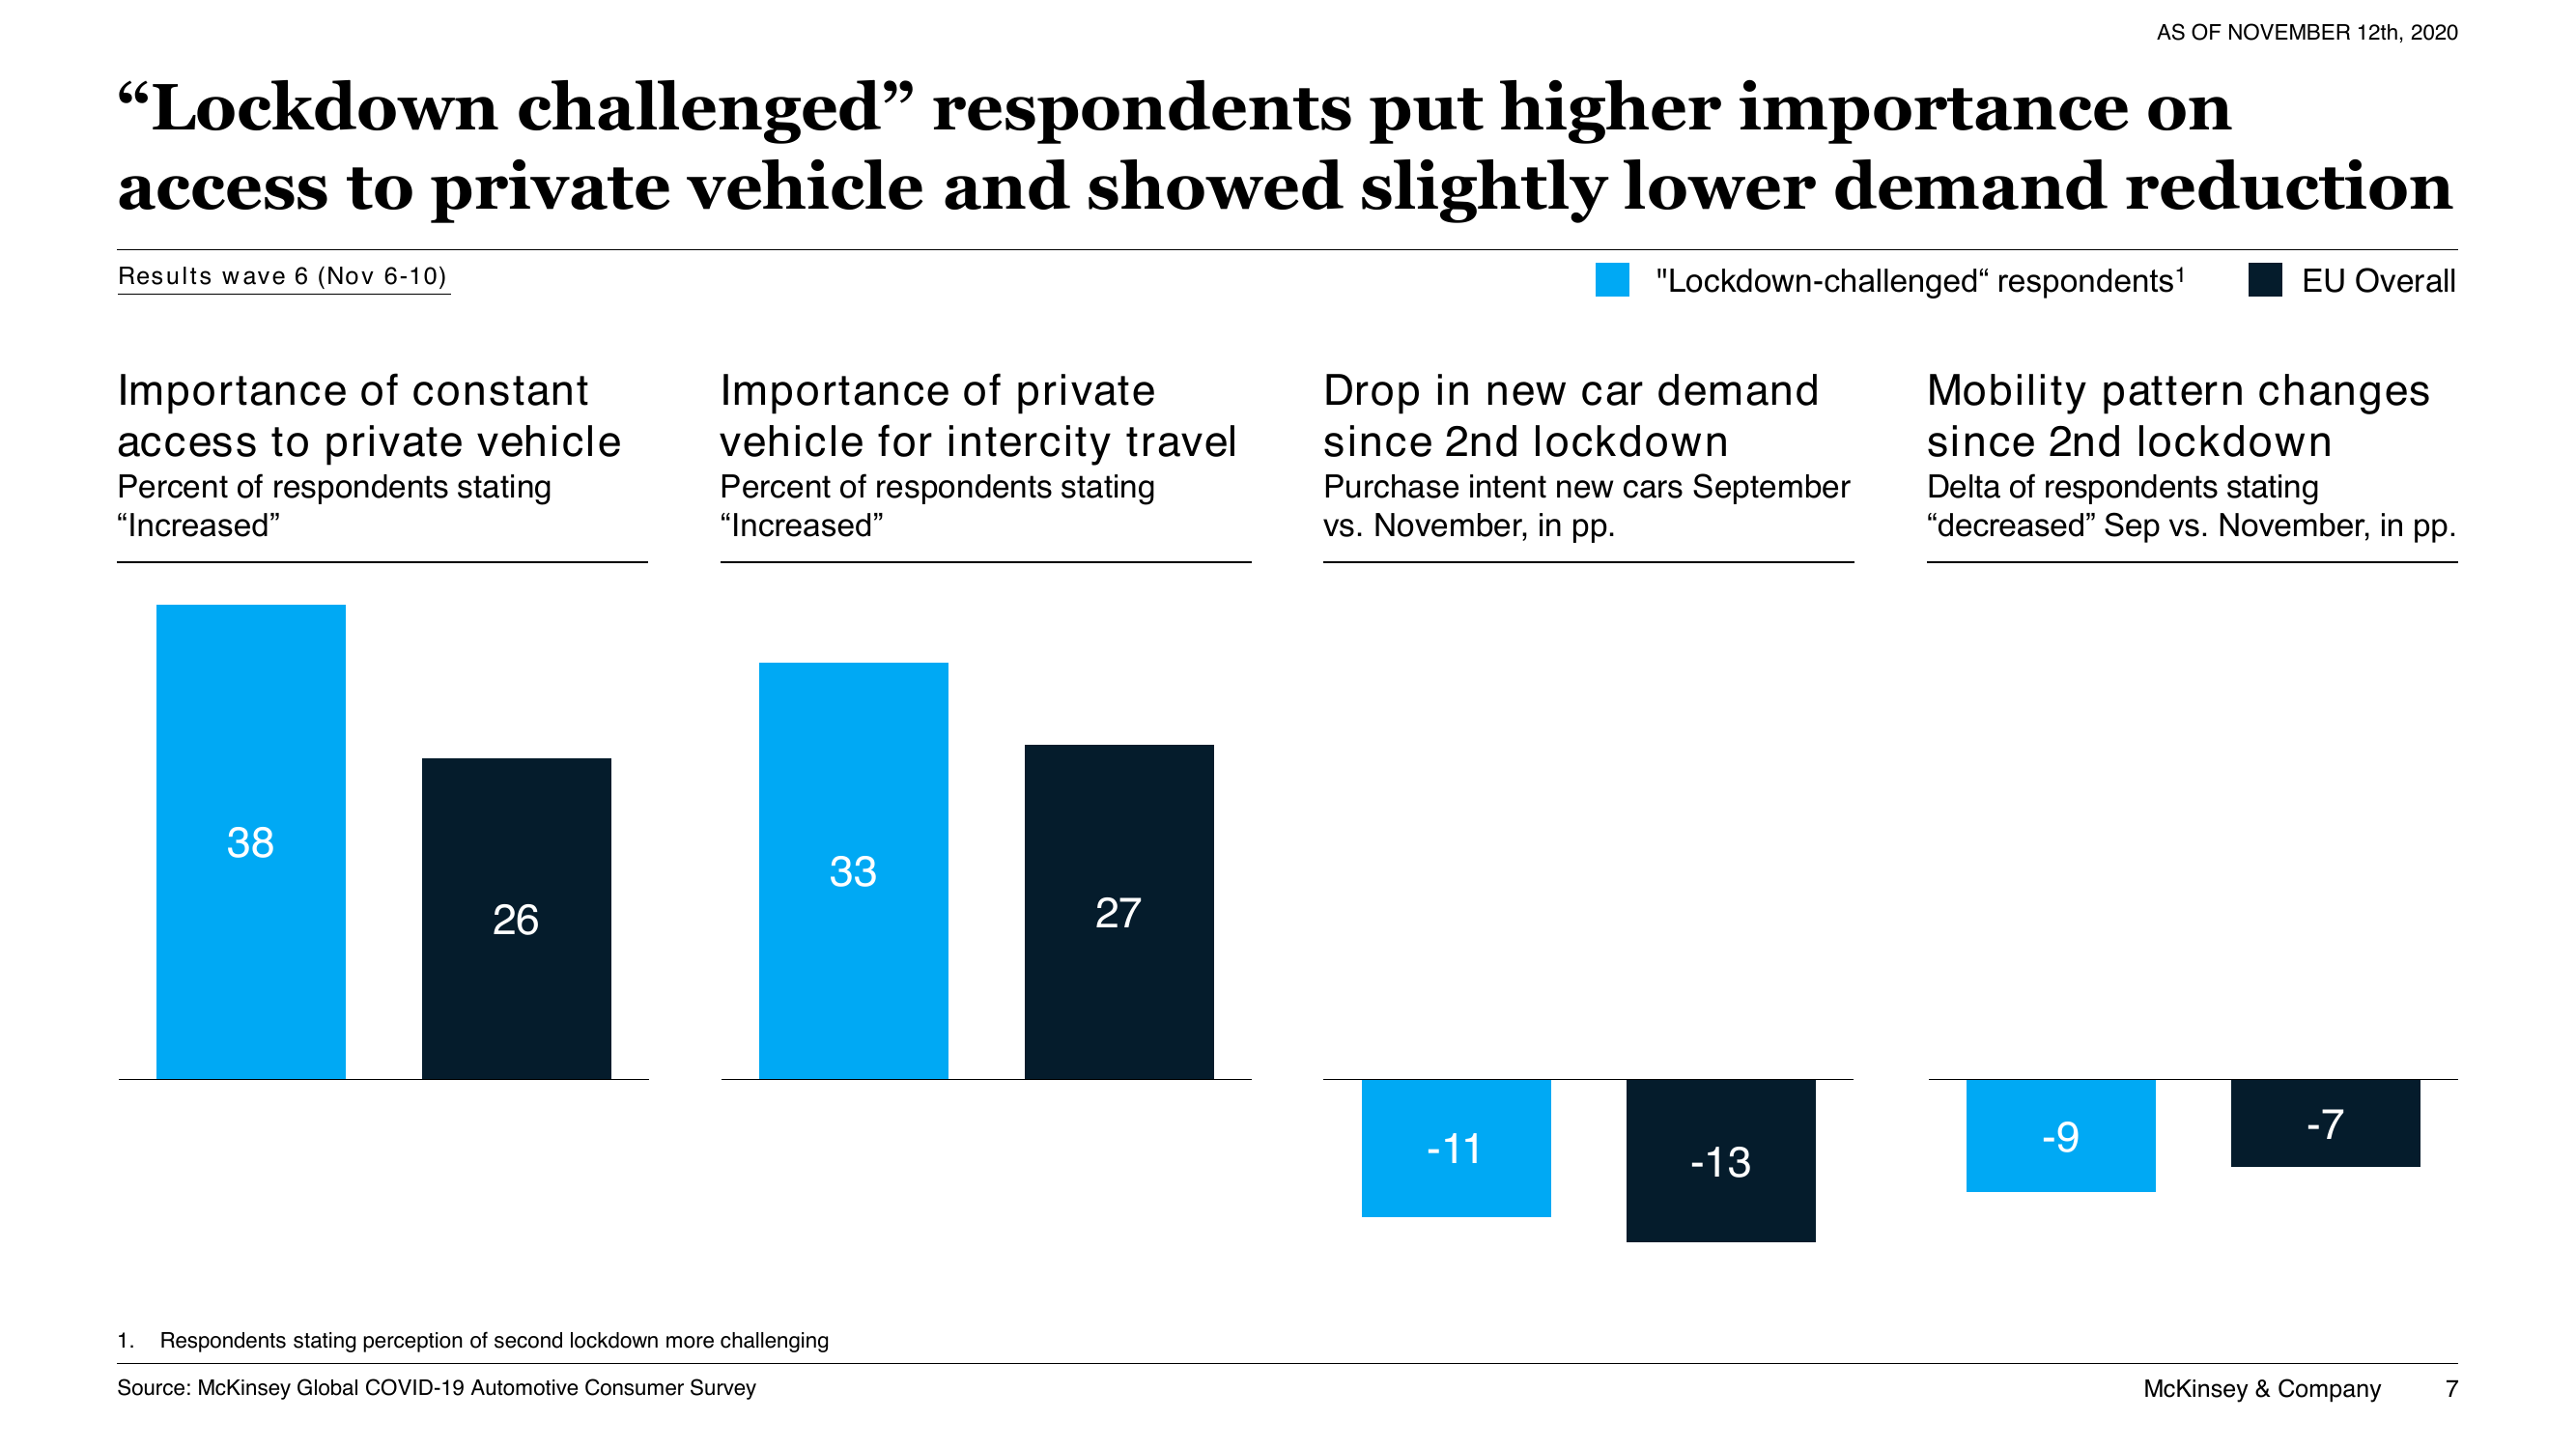 AS OF NOVEMBER 12th, 2020
“Lockdown challenged” respondents put higher importance on
access to private vehicle and showed slightly lower demand reduction
Results wave 6 (Nov 6-10)
"Lockdown-challenged“ respondents¹
EU Overall
Importance of constant
access to private vehicle
Percent of respondents stating
“Increased”
38
26
Importance of private
vehicle for intercity travel
Percent of respondents stating
“Increased”
33
27
Drop in new car demand
since 2nd lockdown
Purchase intent new cars September
vs. November, in pp.
-11
-13
Mobility pattern changes
since 2nd lockdown
Delta of respondents stating
“decreased” Sep vs. November, in pp.
-9
-7
1. Respondents stating perception of second lockdown more challenging
Source: McKinsey Global COVID-19 Automotive Consumer Survey
McKinsey & Company 7